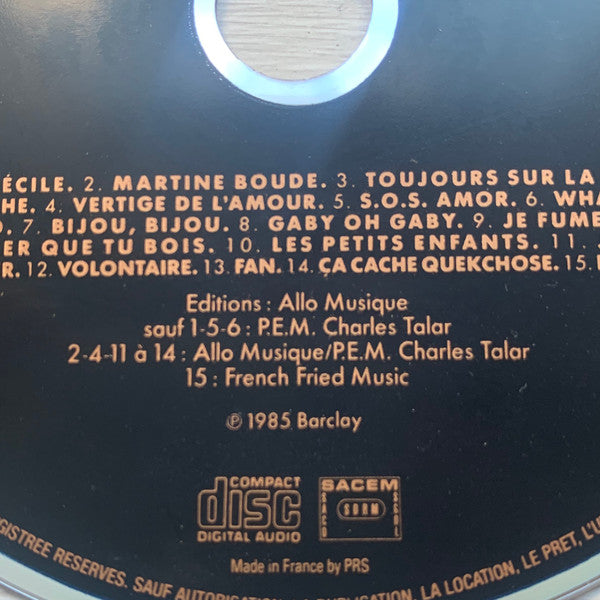 ÉCILE. 2. MARTINE BOUDE. 3. TOUJOURS SUR LA
HE. 4. VERTIGE DE L'AMOUR. 5. S.O.S. AMOR. 6. WHA
O. 7. BIJOU, BIJOU. 8. GABY OH GABY. 9. JE FUME
ER QUE TU BOIS. 10. LES PETITS ENFANTS. 11.
R. 12. VOLONTAIRE. 13. FAN. 14. ÇA CACHE QUEKCHOSE. 15.
Editions : Allo Musique
sauf 1-5-6 : P.E.M. Charles Talar
2-4-11 à 14 : Allo Musique/P.E.M. Charles Talar
15 : French Fried Music
℗ 1985 Barclay
COMPACT
disc
DIGITAL AUDIO
SACEM
SACD
SDRM
SGDL
Made in France by PRS
GISTREE RESERVES. SAUF AUTORISATION, LA LOCATION, LE PRET, L'U